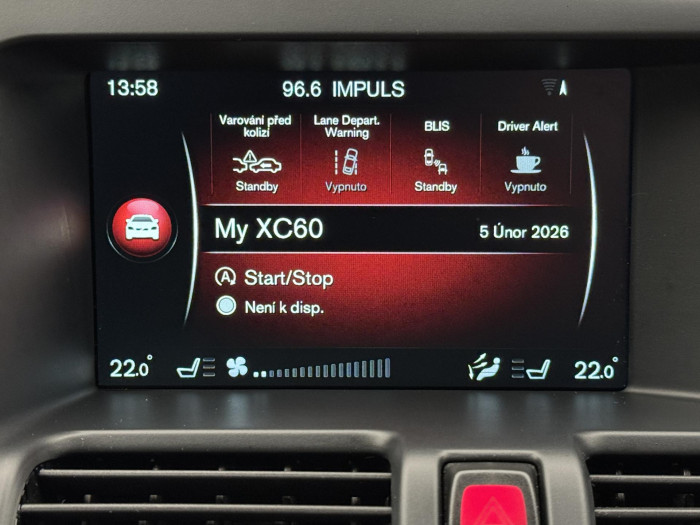 13:58
96.6 IMPULS
Varování před
kolizí
Standby
Lane Depart.
Warning
Vypnuto
BLIS
Standby
Driver Alert
Vypnuto
My XC60
5 Únor 2026
A Start/Stop
Není k disp.
22.0°
22.0°